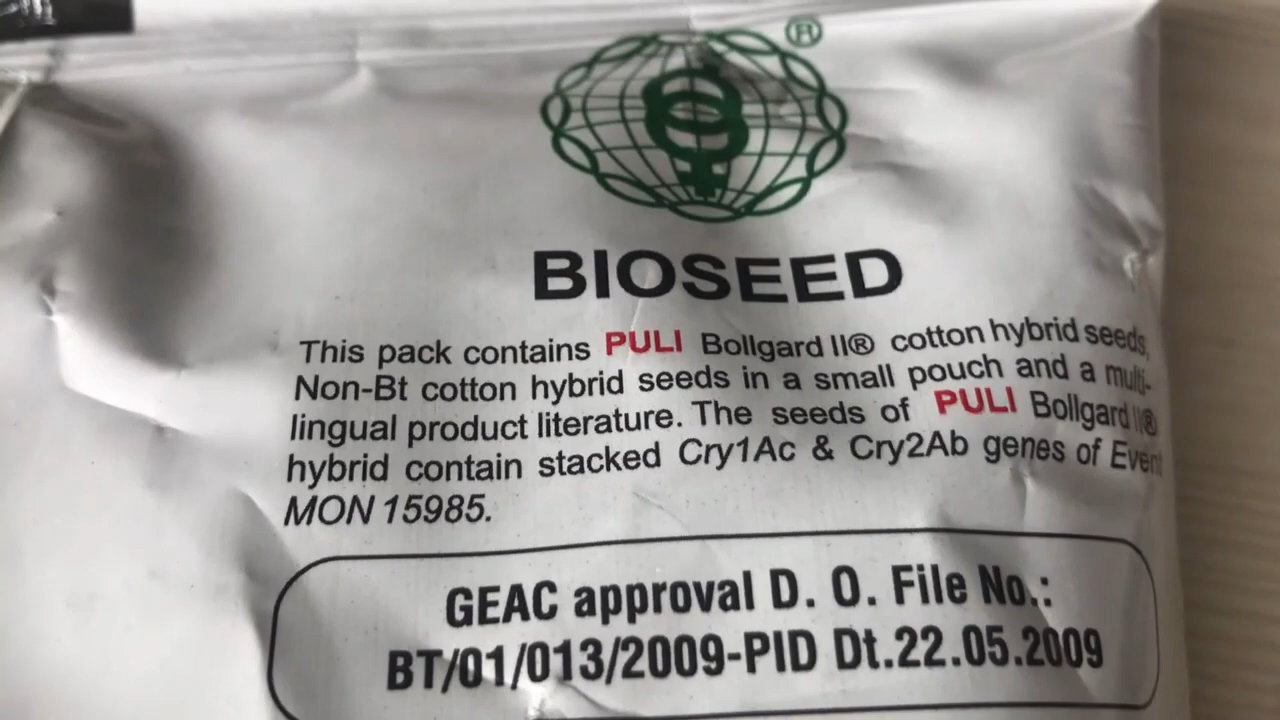 ®
BIOSEED
This pack contains PULI Bollgard II® cotton hybrid seeds,
Non-Bt cotton hybrid seeds in a small pouch and a multi-
lingual product literature. The seeds of PULI Bollgard II®
hybrid contain stacked Cry1Ac & Cry2Ab genes of Event
MON 15985.
GEAC approval D. O. File No.:
BT/01/013/2009-PID Dt.22.05.2009